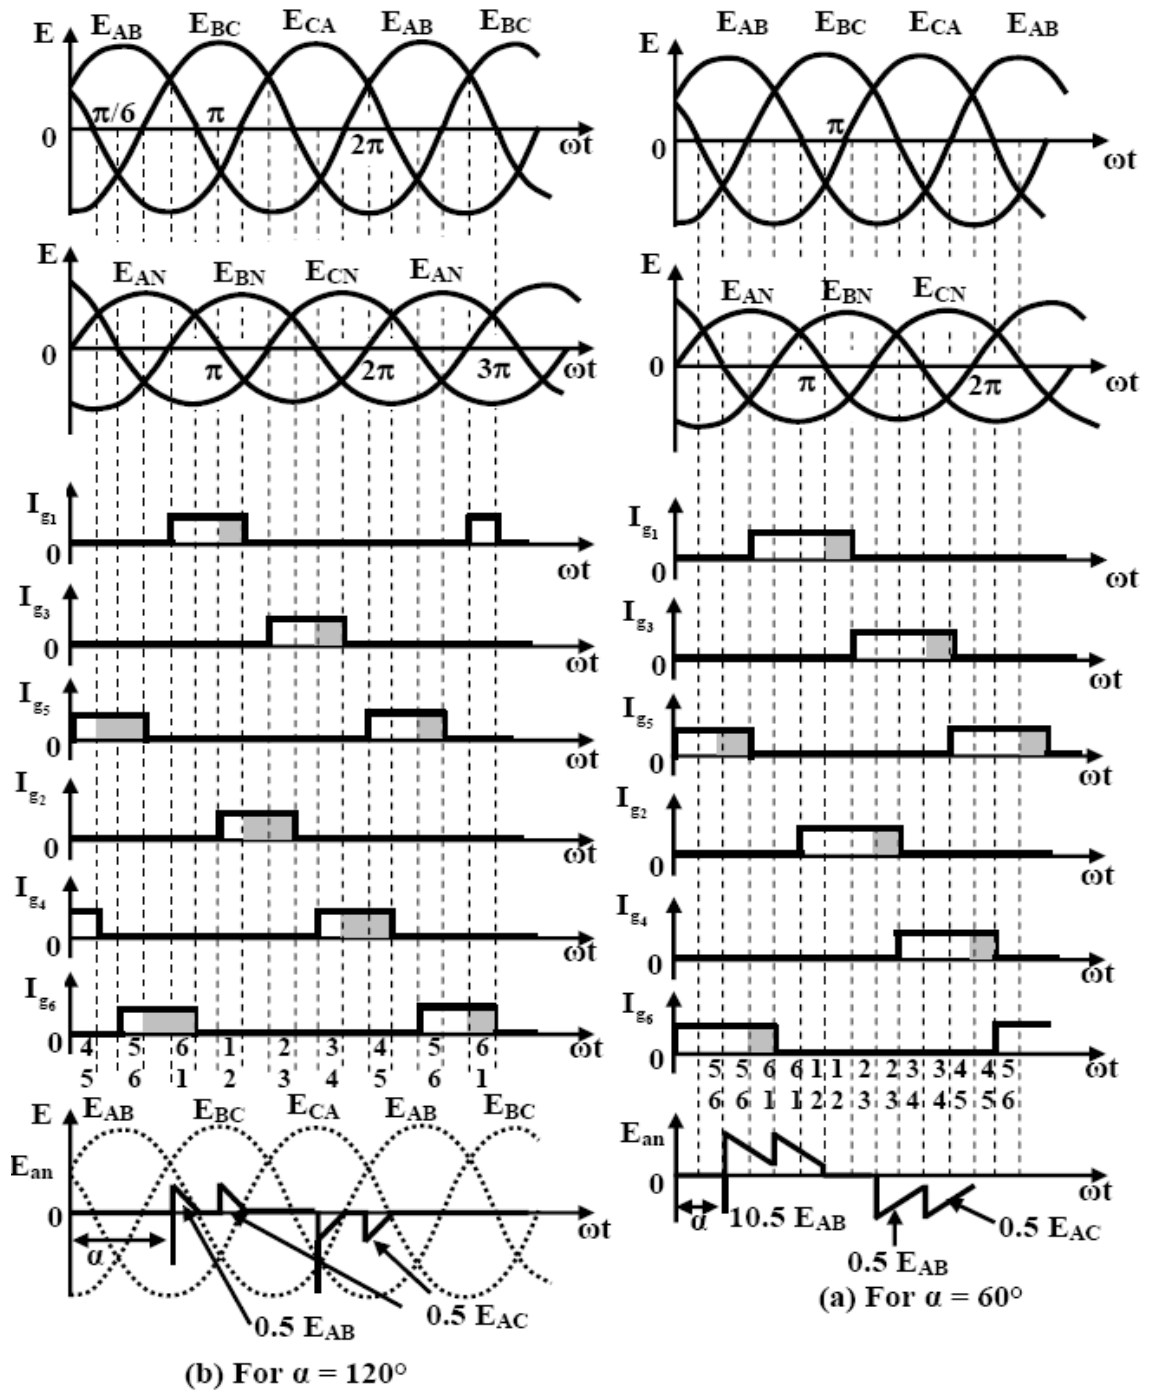 E E_AB E_BC E_CA E_AB E_BC
π/6 π
0 2π ωt
E E_AN E_BN E_CN E_AN
0 π 2π 3π ωt
I_g1
0 ωt
I_g3
0 ωt
I_g5
0 ωt
I_g2
0 ωt
I_g4
0 ωt
I_g6
0 ωt
4 5 6 1 2 3 4 5 6
5 6 1 2 3 4 5 6 1
E E_AB E_BC E_CA E_AB E_BC
E_an
0 ωt
α
0.5 E_AB 0.5 E_AC
(b) For α = 120°
E E_AB E_BC E_CA E_AB
π
0 ωt
E E_AN E_BN E_CN
0 π 2π ωt
I_g1
0 ωt
I_g3
0 ωt
I_g5
0 ωt
I_g2
0 ωt
I_g4
0 ωt
I_g6
0 ωt
5 5 6 6 1 1 2 2 3 3 4 4 5
6 6 1 1 2 2 3 3 4 4 5 5 6
E_an
0 ωt
α 10.5 E_AB 0.5 E_AC
0.5 E_AB
(a) For α = 60°